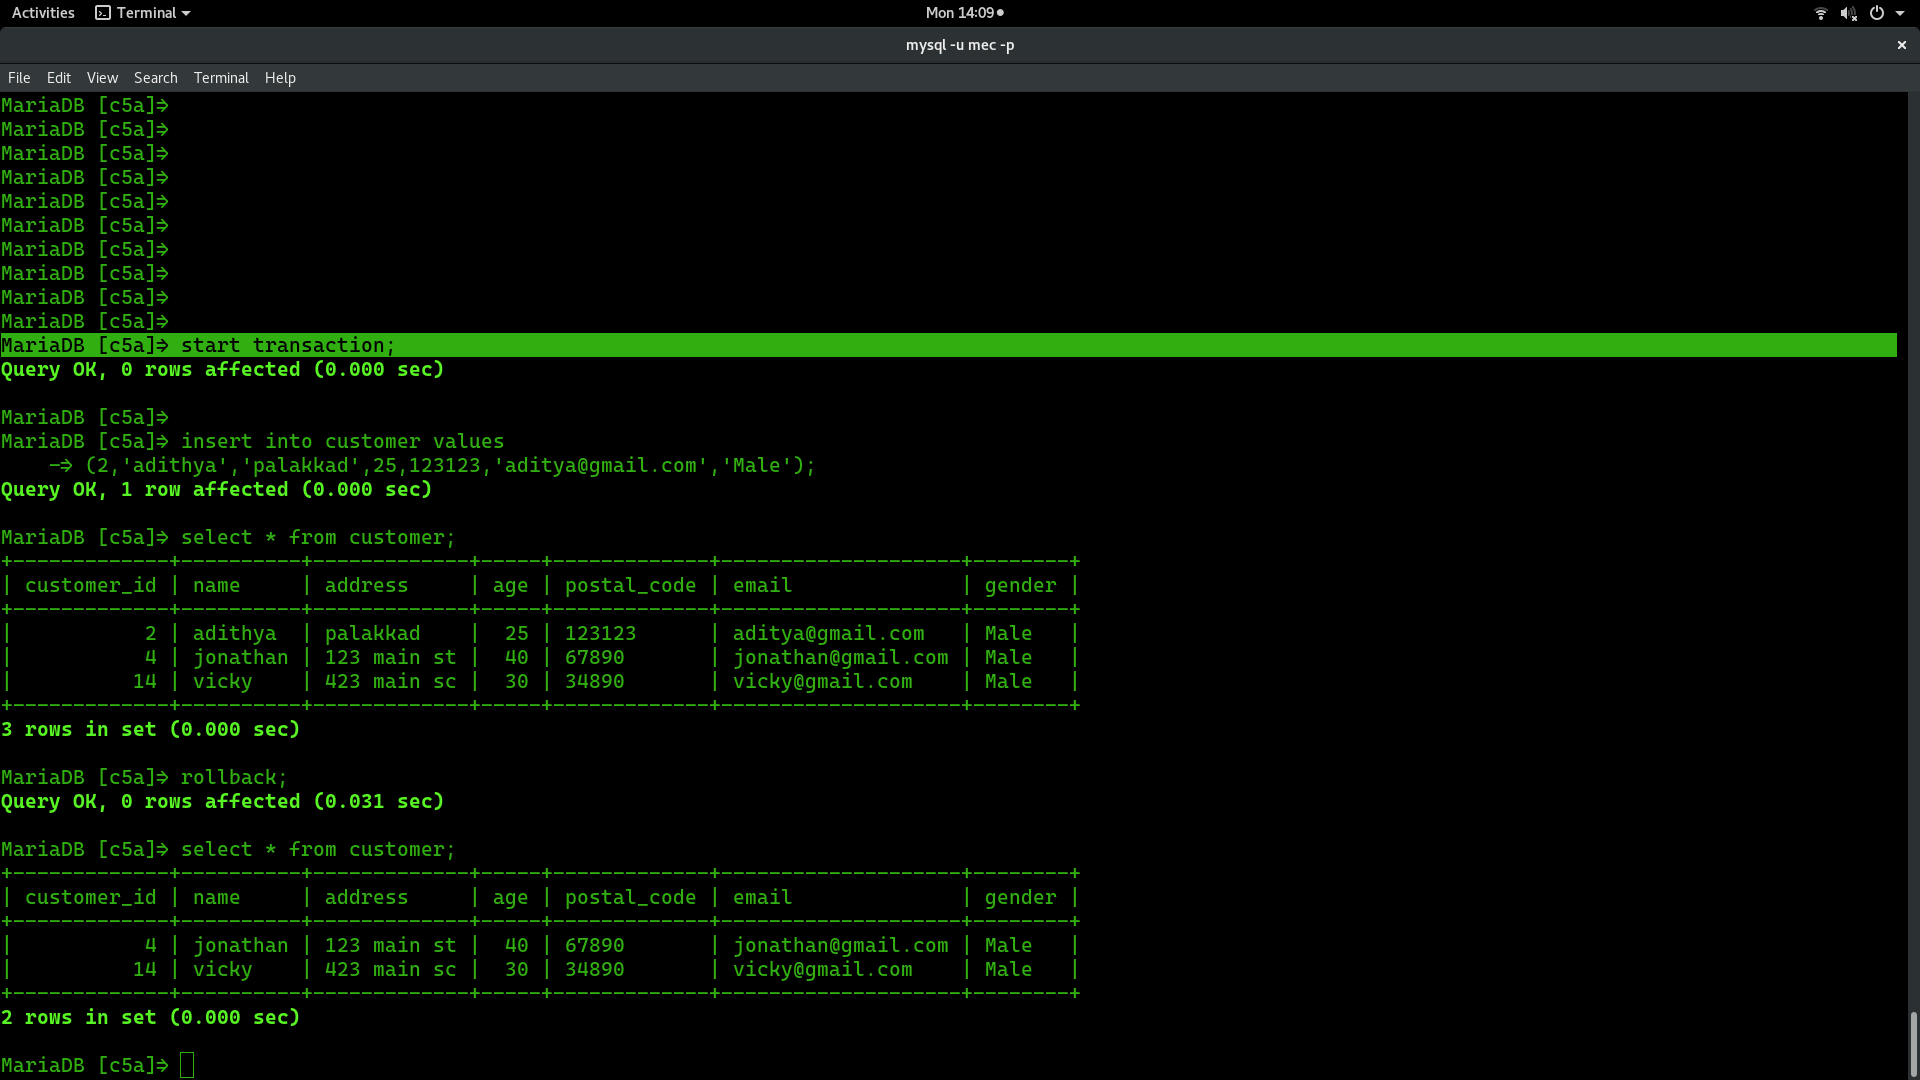 Activities Terminal Mon 14:09
mysql -u mec -p
File Edit View Search Terminal Help
MariaDB [c5a]>
MariaDB [c5a]>
MariaDB [c5a]>
MariaDB [c5a]>
MariaDB [c5a]>
MariaDB [c5a]>
MariaDB [c5a]>
MariaDB [c5a]>
MariaDB [c5a]>
MariaDB [c5a]>
MariaDB [c5a]> start transaction;
Query OK, 0 rows affected (0.000 sec)
MariaDB [c5a]>
MariaDB [c5a]> insert into customer values
    -> (2,'adithya','palakkad',25,123123,'aditya@gmail.com','Male');
Query OK, 1 row affected (0.000 sec)
MariaDB [c5a]> select * from customer;
+-------------+----------+-------------+-----+-------------+--------------------+--------+
| customer_id | name     | address     | age | postal_code | email              | gender |
+-------------+----------+-------------+-----+-------------+--------------------+--------+
|           2 | adithya  | palakkad    |  25 | 123123      | aditya@gmail.com   | Male   |
|           4 | jonathan | 123 main st |  40 | 67890       | jonathan@gmail.com | Male   |
|          14 | vicky    | 423 main sc |  30 | 34890       | vicky@gmail.com    | Male   |
+-------------+----------+-------------+-----+-------------+--------------------+--------+
3 rows in set (0.000 sec)
MariaDB [c5a]> rollback;
Query OK, 0 rows affected (0.031 sec)
MariaDB [c5a]> select * from customer;
+-------------+----------+-------------+-----+-------------+--------------------+--------+
| customer_id | name     | address     | age | postal_code | email              | gender |
+-------------+----------+-------------+-----+-------------+--------------------+--------+
|           4 | jonathan | 123 main st |  40 | 67890       | jonathan@gmail.com | Male   |
|          14 | vicky    | 423 main sc |  30 | 34890       | vicky@gmail.com    | Male   |
+-------------+----------+-------------+-----+-------------+--------------------+--------+
2 rows in set (0.000 sec)
MariaDB [c5a]>